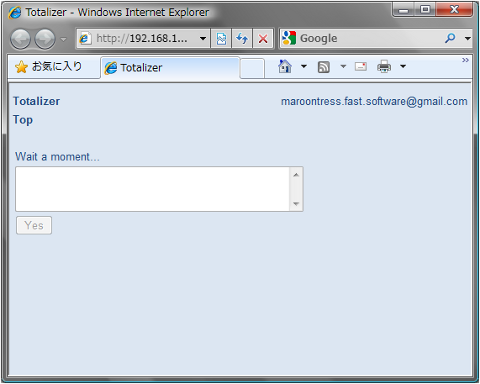 Totalizer - Windows Internet Explorer
http://192.168.1...
Google
お気に入り
Totalizer
Totalizer
maroontress.fast.software@gmail.com
Top
Wait a moment...
Yes